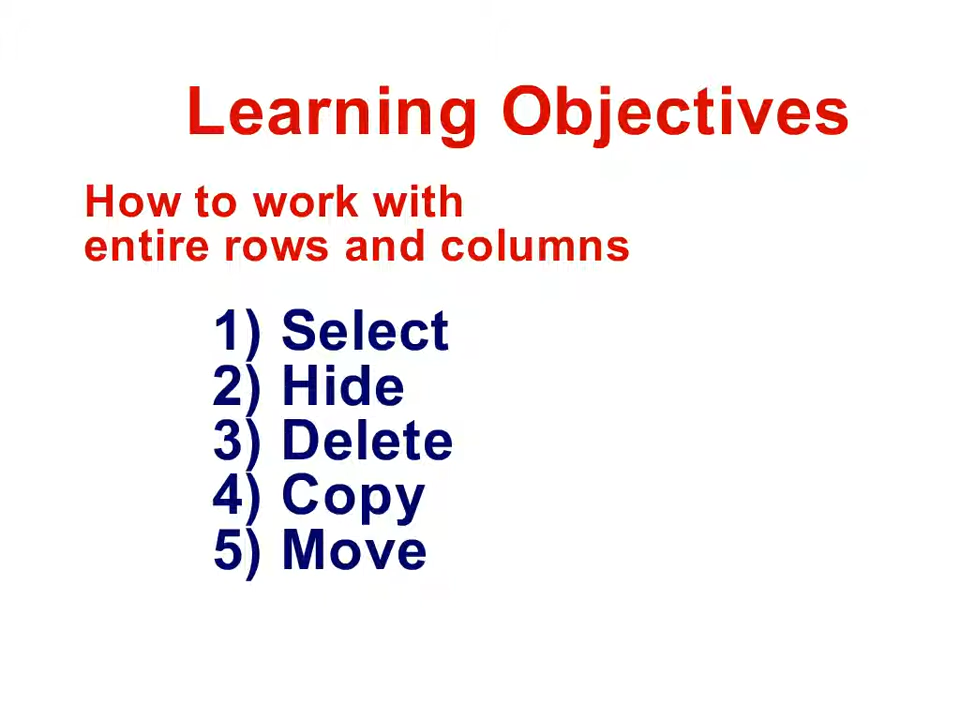 Learning Objectives
How to work with
entire rows and columns
1) Select
2) Hide
3) Delete
4) Copy
5) Move